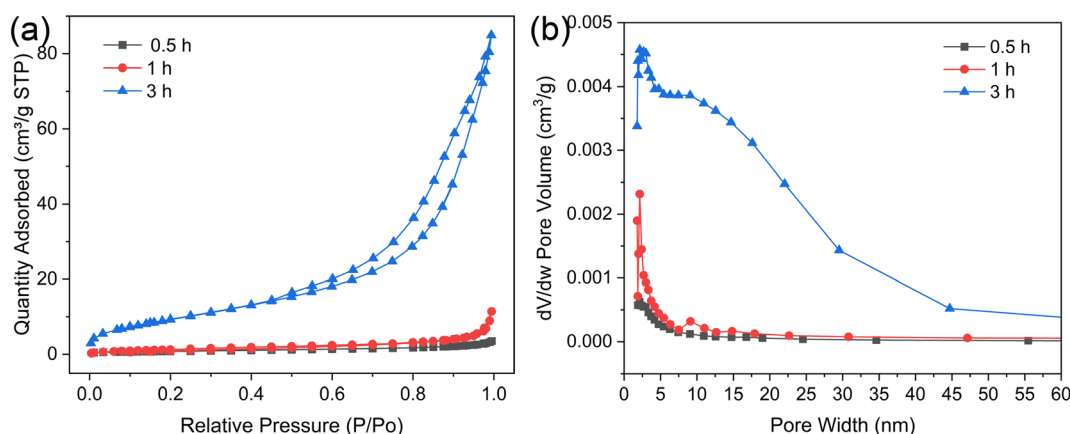 (a)
0.5 h
1 h
3 h
Quantity Adsorbed (cm³/g STP)
80
60
40
20
0
0.0 0.2 0.4 0.6 0.8 1.0
Relative Pressure (P/Po)
(b)
0.5 h
1 h
3 h
dV/dw Pore Volume (cm³/g)
0.005
0.004
0.003
0.002
0.001
0.000
0 5 10 15 20 25 30 35 40 45 50 55 60
Pore Width (nm)